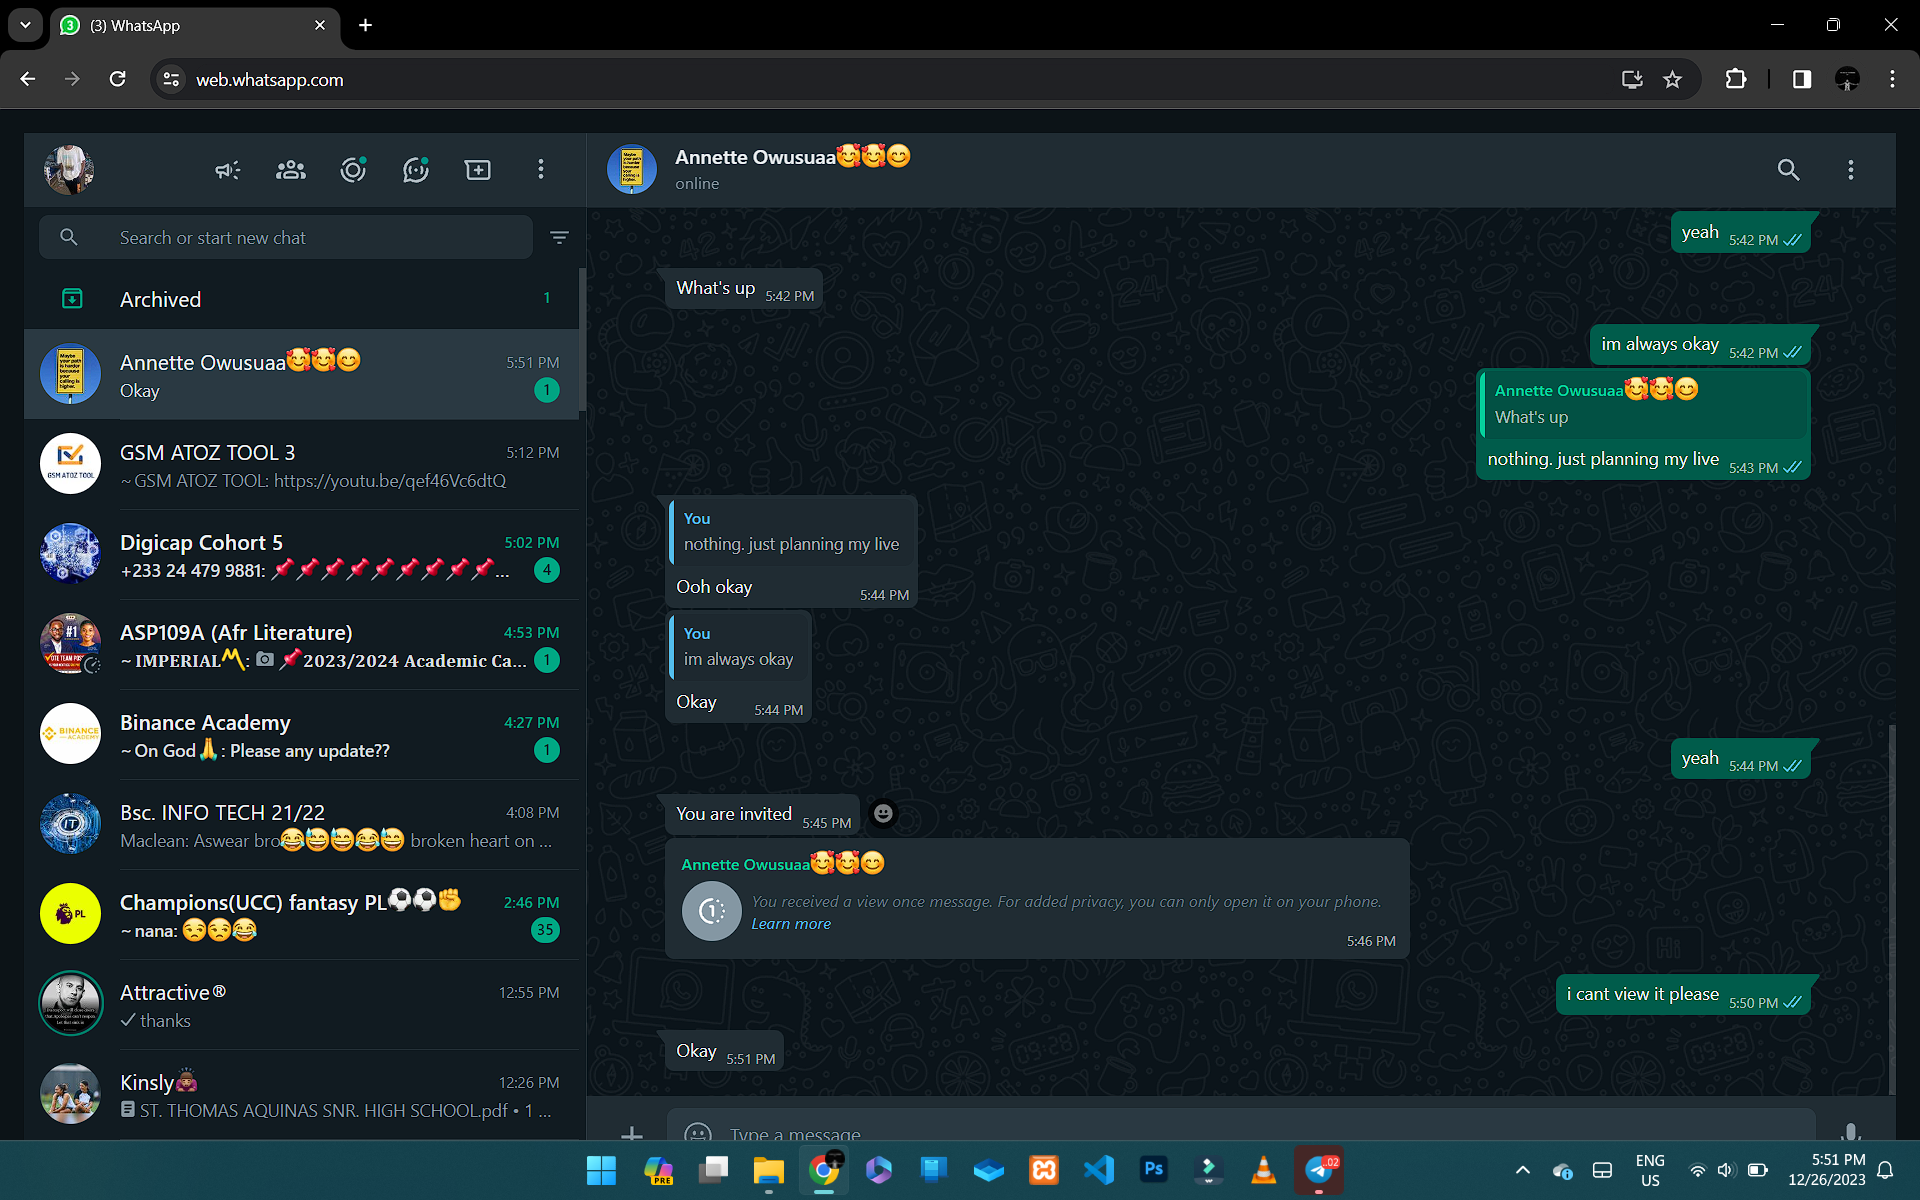 (3) WhatsApp
web.whatsapp.com
Search or start new chat
Archived
1
Annette Owusuaa🥰🥰😊
5:51 PM
Okay
1
GSM ATOZ TOOL 3
5:12 PM
~ GSM ATOZ TOOL: https://youtu.be/qef46Vc6dtQ
Digicap Cohort 5
5:02 PM
+233 24 479 9881: 📌📌📌📌📌📌📌📌📌...
4
ASP109A (Afr Literature)
4:53 PM
~ IMPERIAL〽️: 📷 📌2023/2024 Academic Ca...
1
Binance Academy
4:27 PM
~ On God🙏: Please any update??
1
Bsc. INFO TECH 21/22
4:08 PM
Maclean: Aswear bro😂😅😅😂😅 broken heart on ...
Champions(UCC) fantasy PL⚽⚽✊
2:46 PM
~ nana: 😒😒😂
35
Attractive®
12:55 PM
thanks
Kinsly
12:26 PM
ST. THOMAS AQUINAS SNR. HIGH SCHOOL.pdf • 1 ...
Annette Owusuaa🥰🥰😊
online
yeah 5:42 PM
What's up 5:42 PM
im always okay 5:42 PM
Annette Owusuaa🥰🥰😊
What's up
nothing. just planning my live 5:43 PM
You
nothing. just planning my live
Ooh okay 5:44 PM
You
im always okay
Okay 5:44 PM
yeah 5:44 PM
You are invited 5:45 PM
Annette Owusuaa🥰🥰😊
You received a view once message. For added privacy, you can only open it on your phone.
Learn more
5:46 PM
i cant view it please 5:50 PM
Okay 5:51 PM
Type a message
ENG
US
5:51 PM
12/26/2023